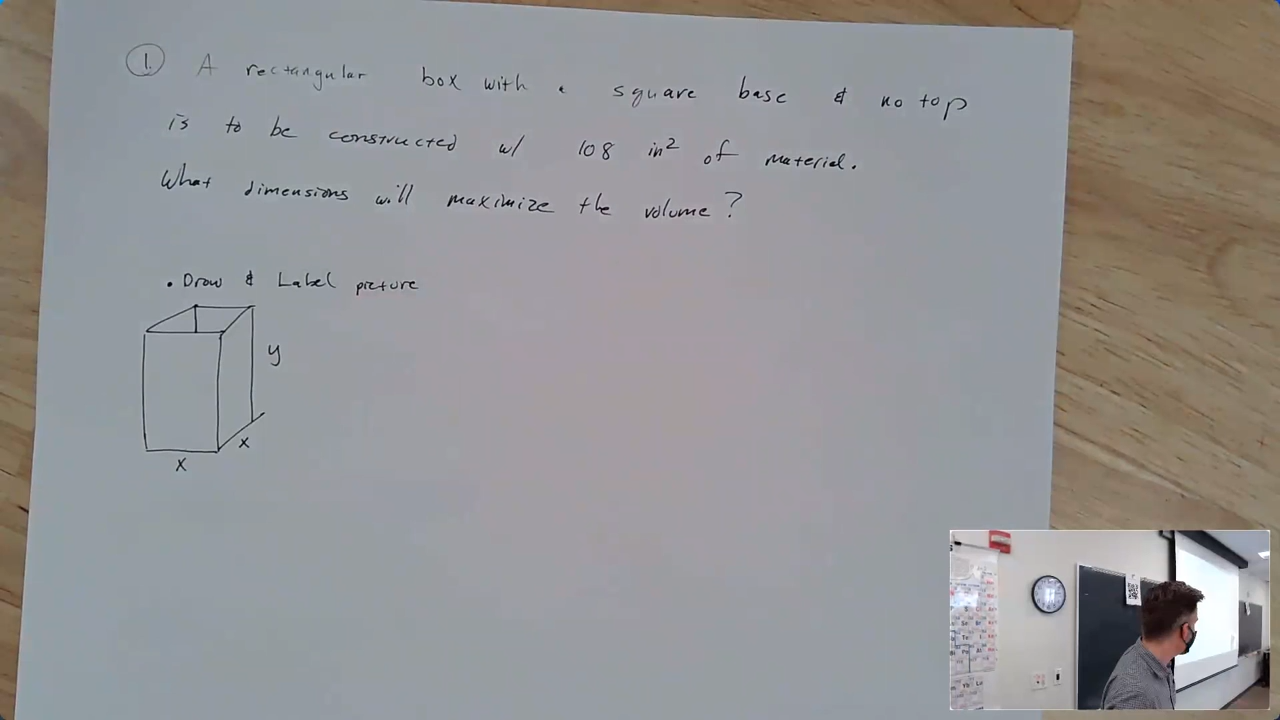 1. A rectangular box with a square base & no top
is to be constructed w/ 108 in² of material.
What dimensions will maximize the volume?
• Draw & Label picture
y
x
x